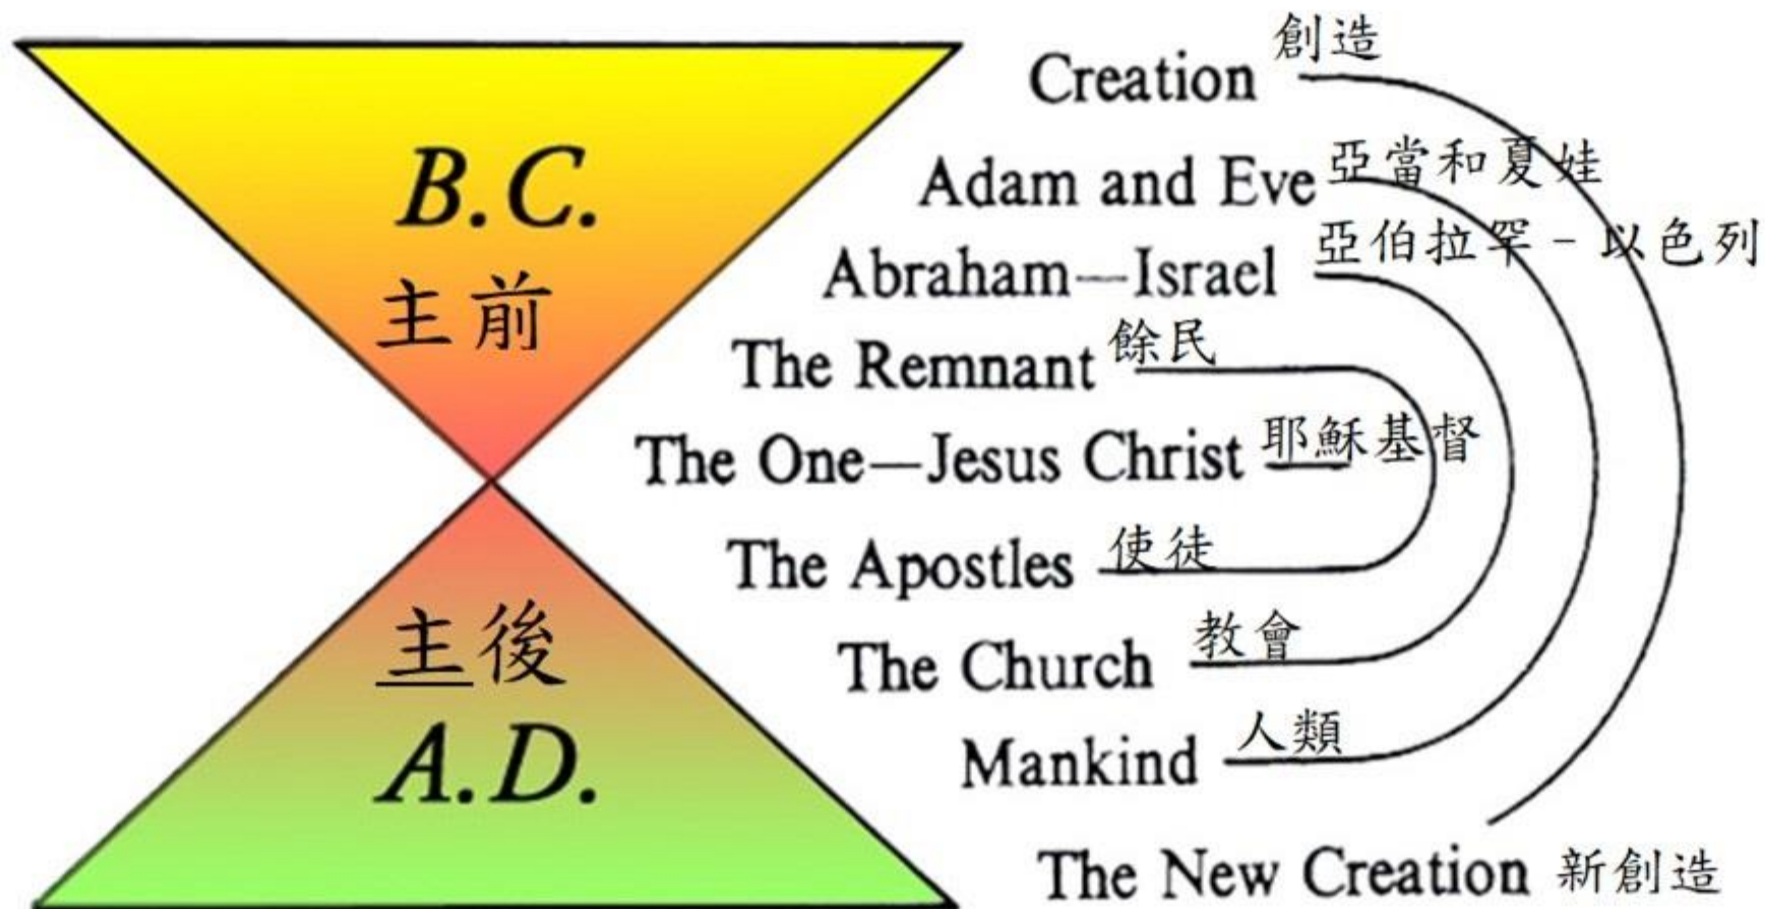 B.C.
主前
主後
A.D.
Creation 創造
Adam and Eve 亞當和夏娃
Abraham—Israel 亞伯拉罕 - 以色列
The Remnant 餘民
The One—Jesus Christ 耶穌基督
The Apostles 使徒
The Church 教會
Mankind 人類
The New Creation 新創造